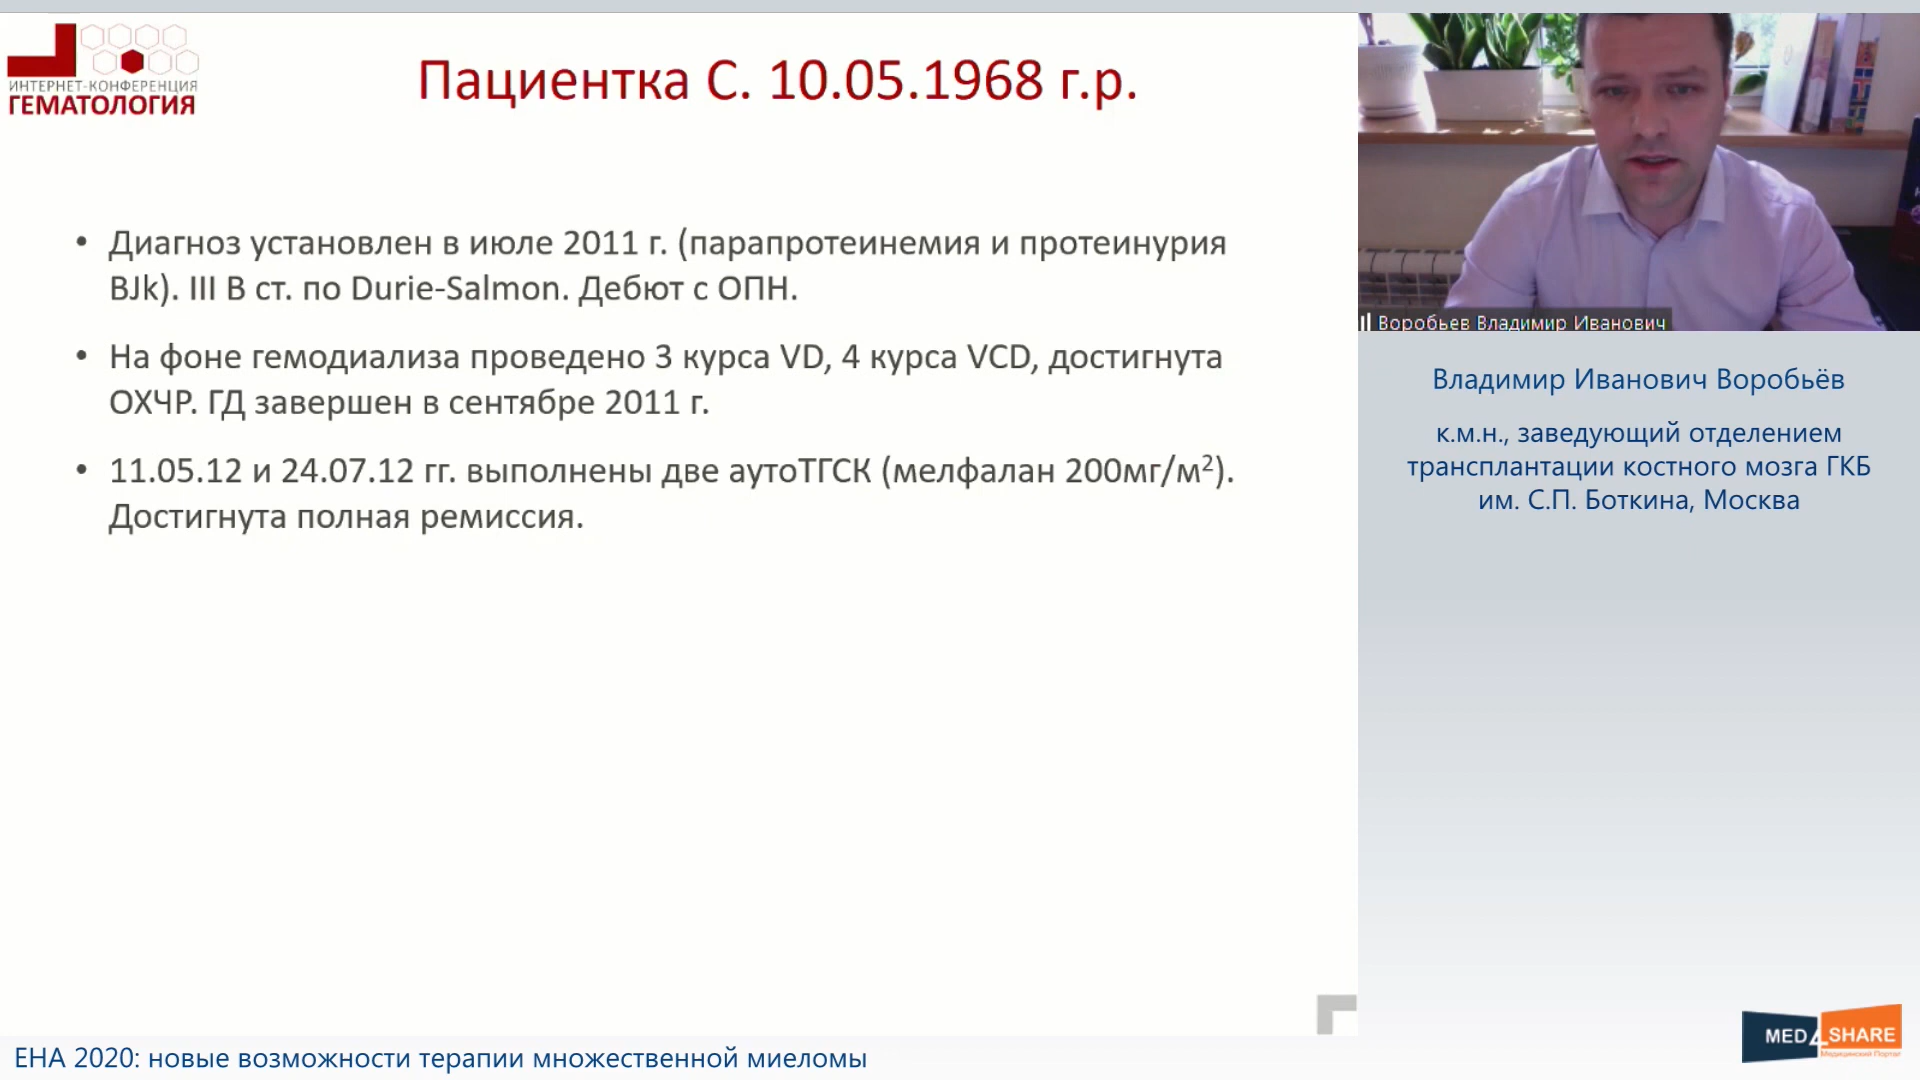 ИНТЕРНЕТ-КОНФЕРЕНЦИЯ
ГЕМАТОЛОГИЯ
Пациентка С. 10.05.1968 г.р.
• Диагноз установлен в июле 2011 г. (парапротеинемия и протеинурия
BJk). III В ст. по Durie-Salmon. Дебют с ОПН.
• На фоне гемодиализа проведено 3 курса VD, 4 курса VCD, достигнута
ОХЧР. ГД завершен в сентябре 2011 г.
• 11.05.12 и 24.07.12 гг. выполнены две аутоТГСК (мелфалан 200мг/м²).
Достигнута полная ремиссия.
Воробьев Владимир Иванович
Владимир Иванович Воробьёв
к.м.н., заведующий отделением
трансплантации костного мозга ГКБ
им. С.П. Боткина, Москва
MED4SHARE
Медицинский Портал
EHA 2020: новые возможности терапии множественной миеломы